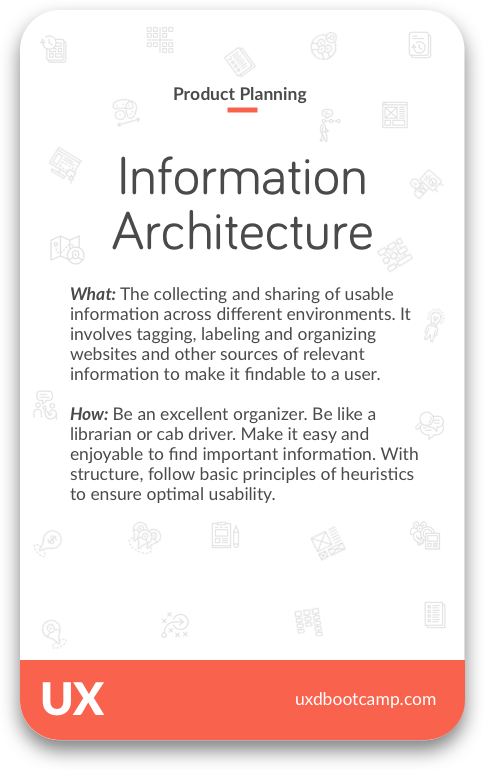 Product Planning
Information
Architecture
What: The collecting and sharing of usable
information across different environments. It
involves tagging, labeling and organizing
websites and other sources of relevant
information to make it findable to a user.
How: Be an excellent organizer. Be like a
librarian or cab driver. Make it easy and
enjoyable to find important information. With
structure, follow basic principles of heuristics
to ensure optimal usability.
UX
uxdbootcamp.com